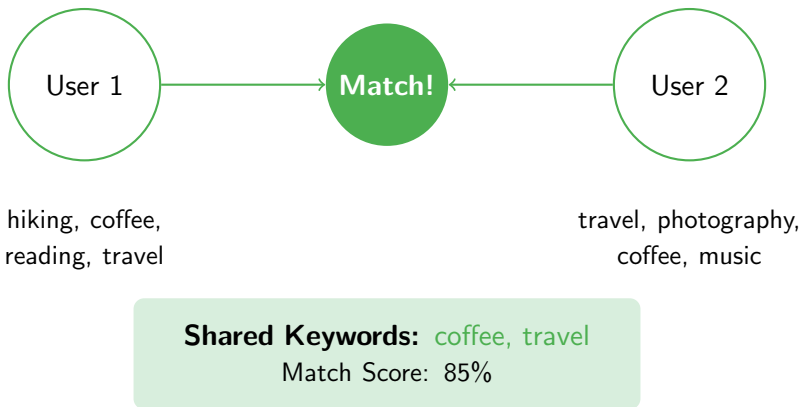 User 1
Match!
User 2
hiking, coffee,
reading, travel
travel, photography,
coffee, music
Shared Keywords: coffee, travel
Match Score: 85%